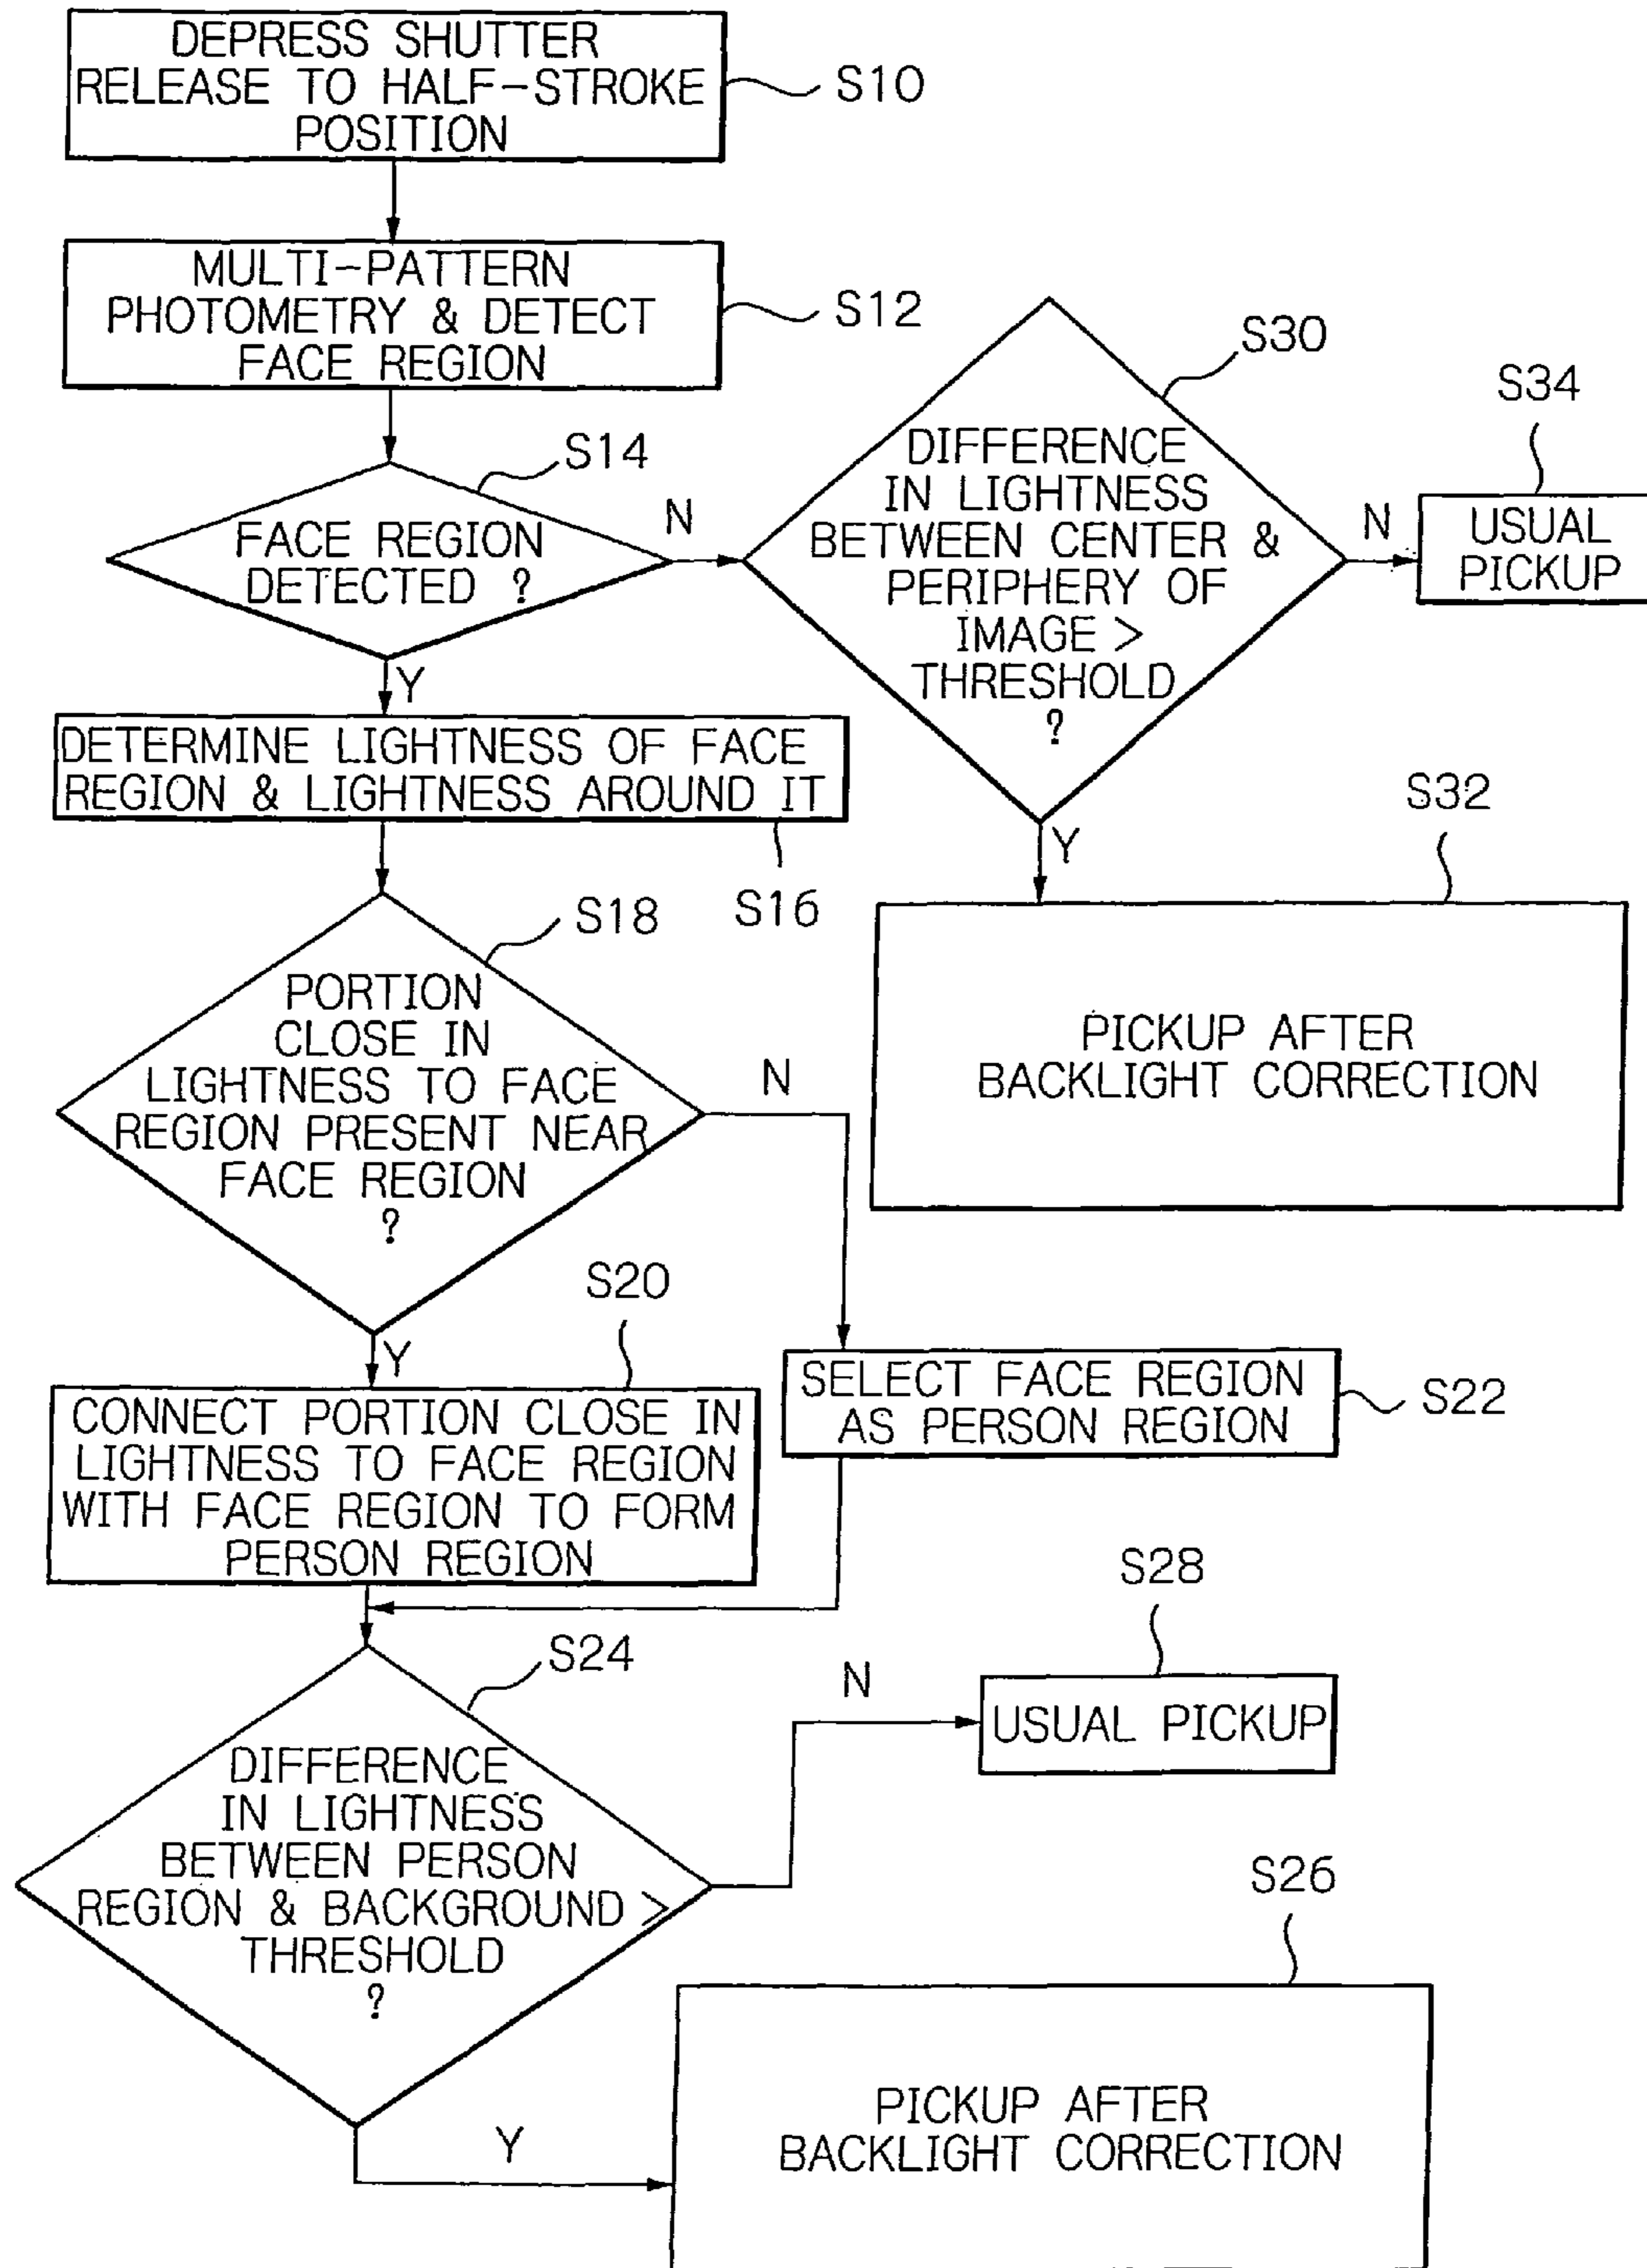 DEPRESS SHUTTER
RELEASE TO HALF-STROKE
POSITION
S10
MULTI-PATTERN
PHOTOMETRY & DETECT
FACE REGION
S12
S14
FACE REGION
DETECTED ?
N
Y
S30
DIFFERENCE
IN LIGHTNESS
BETWEEN CENTER &
PERIPHERY OF
IMAGE >
THRESHOLD
?
N
Y
S34
USUAL
PICKUP
DETERMINE LIGHTNESS OF FACE
REGION & LIGHTNESS AROUND IT
S16
S32
PICKUP AFTER
BACKLIGHT CORRECTION
S18
PORTION
CLOSE IN
LIGHTNESS TO FACE
REGION PRESENT NEAR
FACE REGION
?
N
Y
S20
CONNECT PORTION CLOSE IN
LIGHTNESS TO FACE REGION
WITH FACE REGION TO FORM
PERSON REGION
SELECT FACE REGION
AS PERSON REGION
S22
S24
DIFFERENCE
IN LIGHTNESS
BETWEEN PERSON
REGION & BACKGROUND >
THRESHOLD
?
N
Y
S28
USUAL PICKUP
S26
PICKUP AFTER
BACKLIGHT CORRECTION